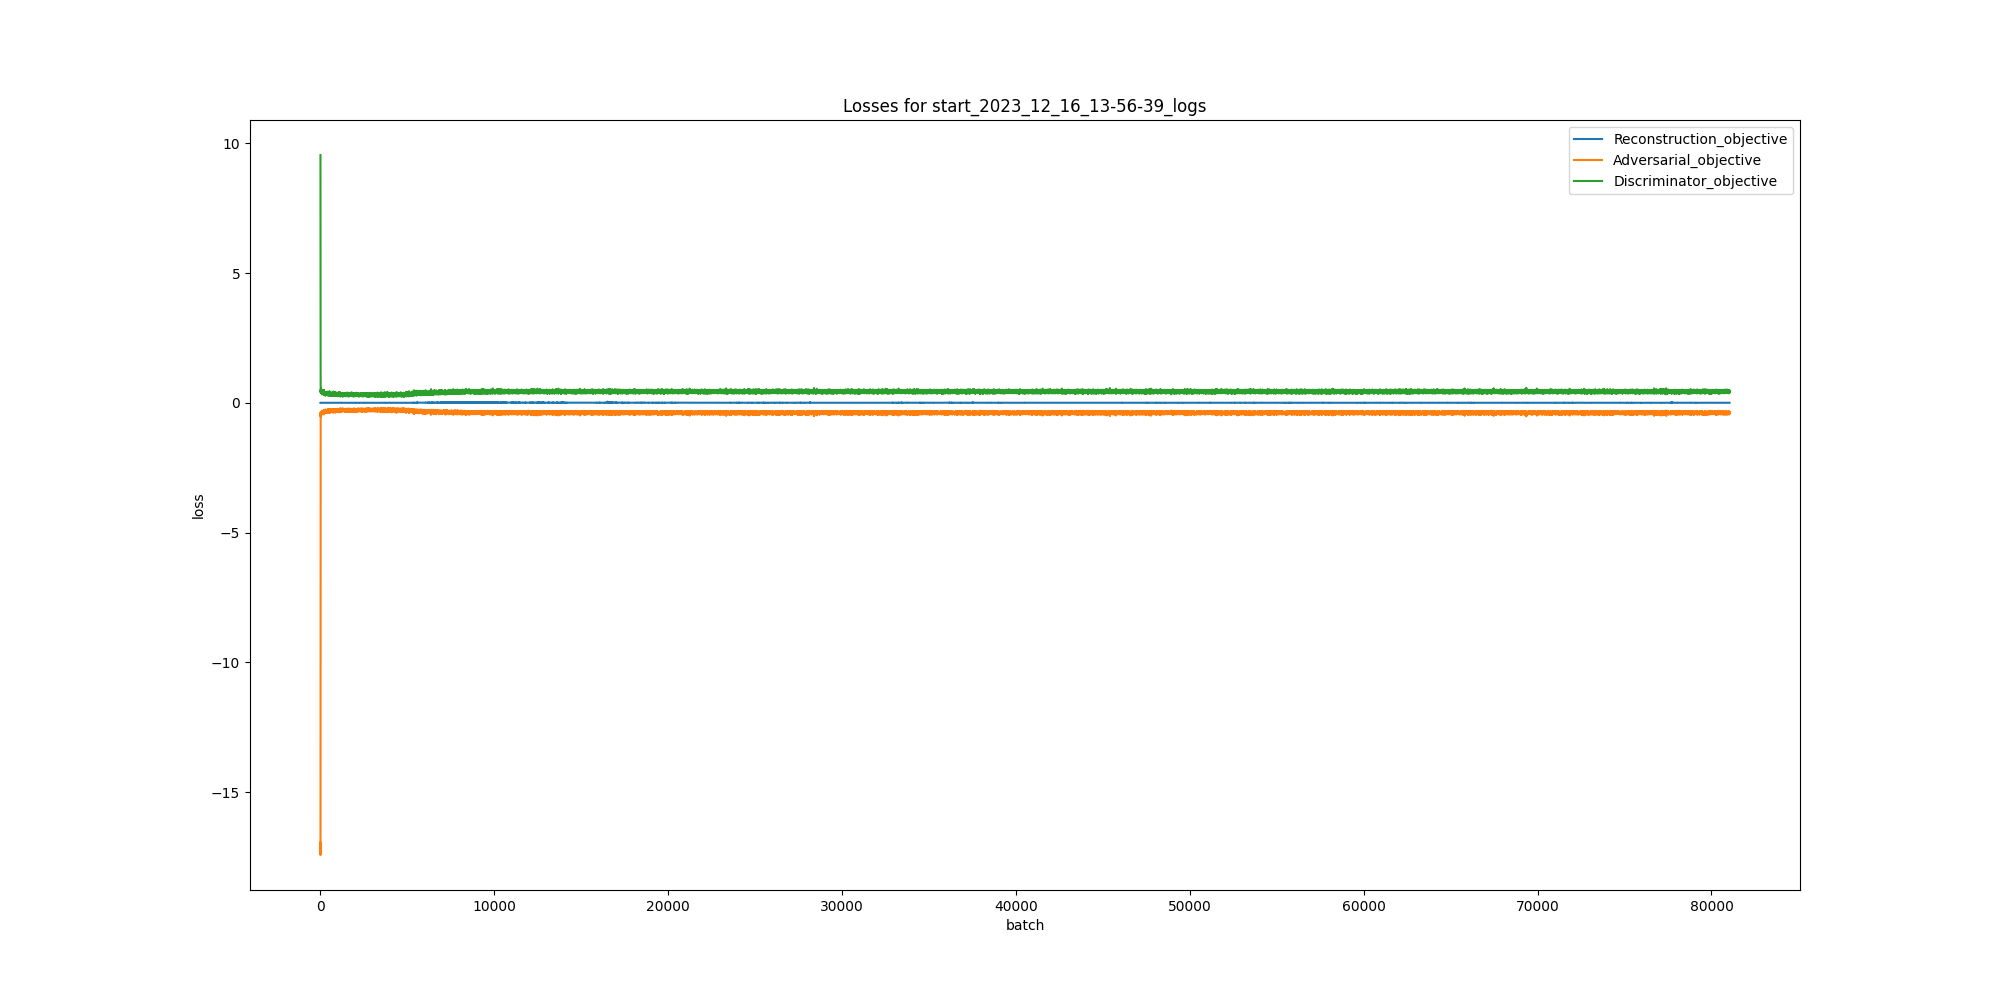 Losses for start_2023_12_16_13-56-39_logs
Reconstruction_objective
Adversarial_objective
Discriminator_objective
10
5
0
−5
−10
−15
loss
0 10000 20000 30000 40000 50000 60000 70000 80000
batch